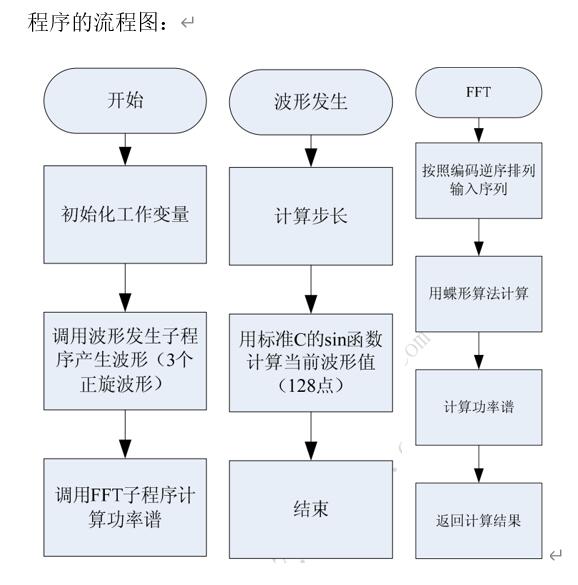 程序的流程图：
开始
初始化工作变量
调用波形发生子程
序产生波形（3个
正旋波形）
调用FFT子程序计
算功率谱
波形发生
计算步长
用标准C的sin函数
计算当前波形值
（128点）
结束
FFT
按照编码逆序排列
输入序列
用蝶形算法计算
计算功率谱
返回计算结果